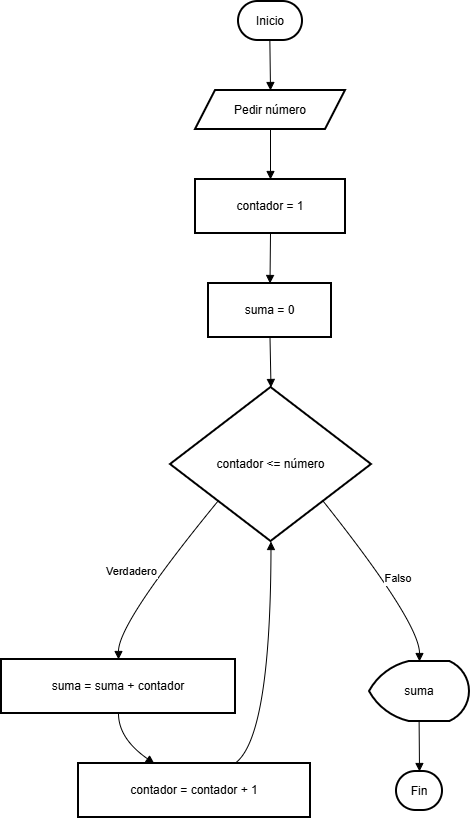 Inicio
Pedir número
contador = 1
suma = 0
contador <= número
Verdadero
Falso
suma = suma + contador
suma
contador = contador + 1
Fin